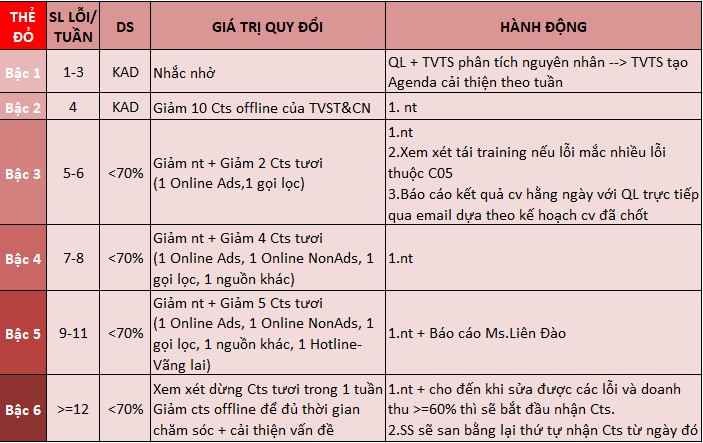 THẺ ĐỎ SL LỖI/ TUẦN DS GIÁ TRỊ QUY ĐỔI HÀNH ĐỘNG
Bậc 1 1-3 KAD Nhắc nhở
QL + TVTS phân tích nguyên nhân --> TVTS tạo
Agenda cải thiện theo tuần
Bậc 2 4 KAD Giảm 10 Cts offline của TVST&CN 1. nt
Bậc 3 5-6 <70%
Giảm nt + Giảm 2 Cts tươi
(1 Online Ads,1 gọi lọc)
1.nt
2.Xem xét tái training nếu lỗi mắc nhiều lỗi
thuộc C05
3.Báo cáo kết quả cv hằng ngày với QL trực tiếp
qua email dựa theo kế hoạch cv đã chốt
Bậc 4 7-8 <70%
Giảm nt + Giảm 4 Cts tươi
(1 Online Ads, 1 Online NonAds, 1
gọi lọc, 1 nguồn khác)
1.nt
Bậc 5 9-11 <70%
Giảm nt + Giảm 5 Cts tươi
(1 Online Ads, 1 Online NonAds, 1
gọi lọc, 1 nguồn khác, 1 Hotline-
Vãng lai)
1.nt + Báo cáo Ms.Liên Đào
Bậc 6 >=12 <70%
Xem xét dừng Cts tươi trong 1 tuần
Giảm cts offline để đủ thời gian
chăm sóc + cải thiện vấn đề
1.nt + cho đến khi sửa được các lỗi và doanh
thu >=60% thì sẽ bắt đầu nhận Cts.
2.SS sẽ san bằng lại thứ tự nhận Cts từ ngày đó